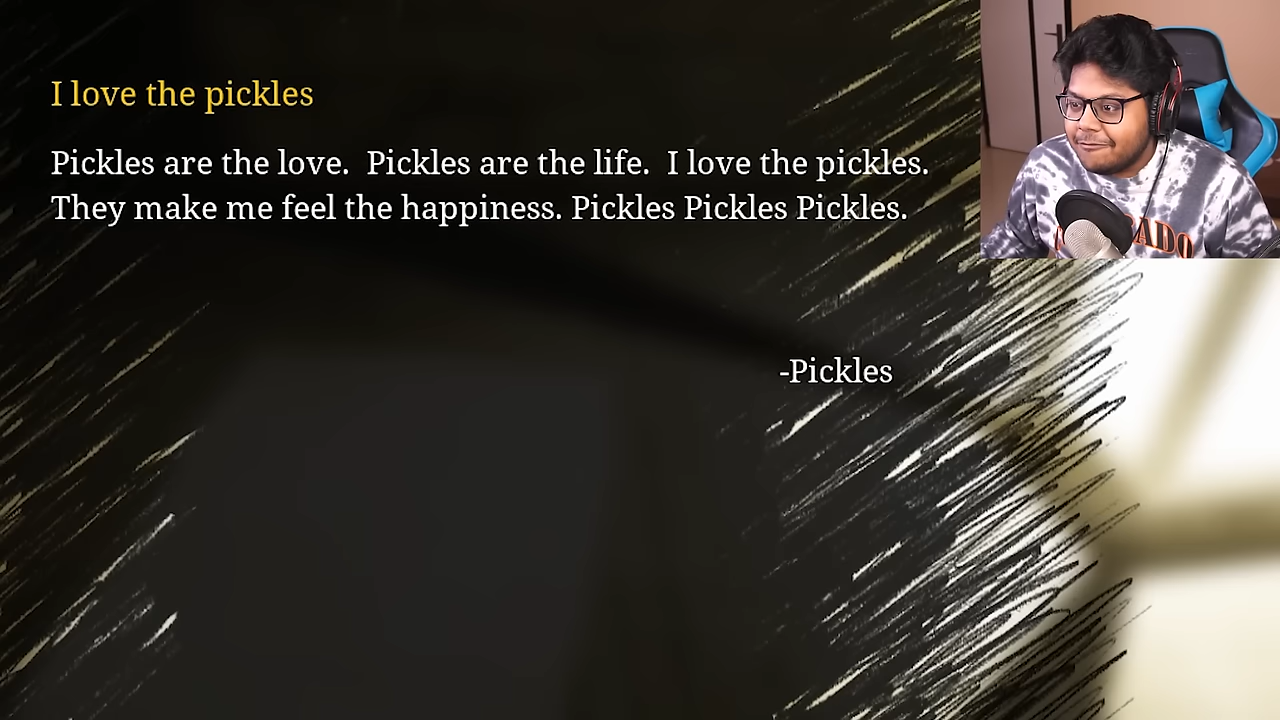 I love the pickles
Pickles are the love.  Pickles are the life.  I love the pickles.
They make me feel the happiness. Pickles Pickles Pickles.
-Pickles